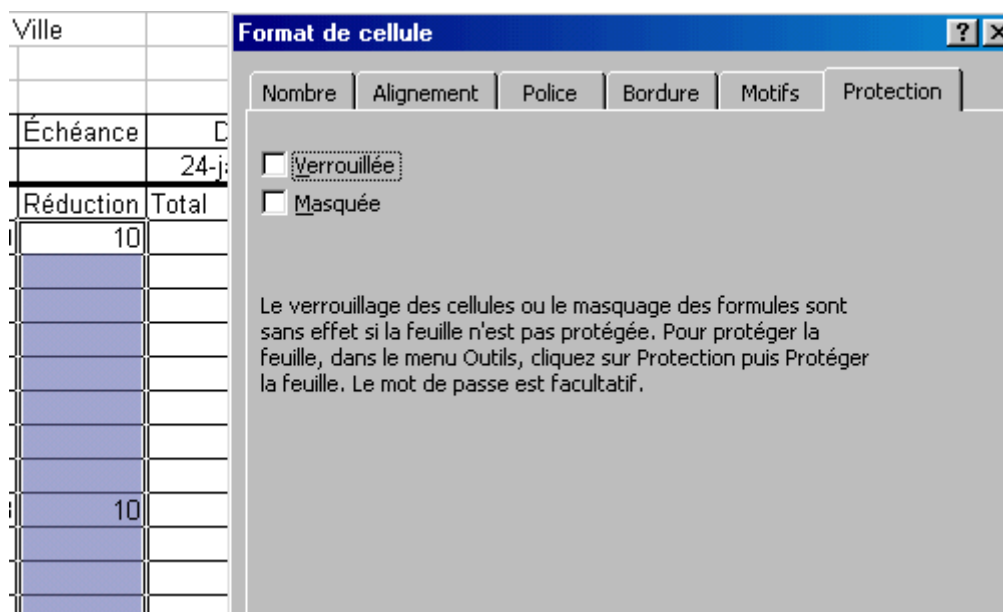 Ville
Échéance
24-j
Réduction Total
10
10
Format de cellule
Nombre Alignement Police Bordure Motifs Protection
Verrouillée
Masquée
Le verrouillage des cellules ou le masquage des formules sont
sans effet si la feuille n'est pas protégée. Pour protéger la
feuille, dans le menu Outils, cliquez sur Protection puis Protéger
la feuille. Le mot de passe est facultatif.